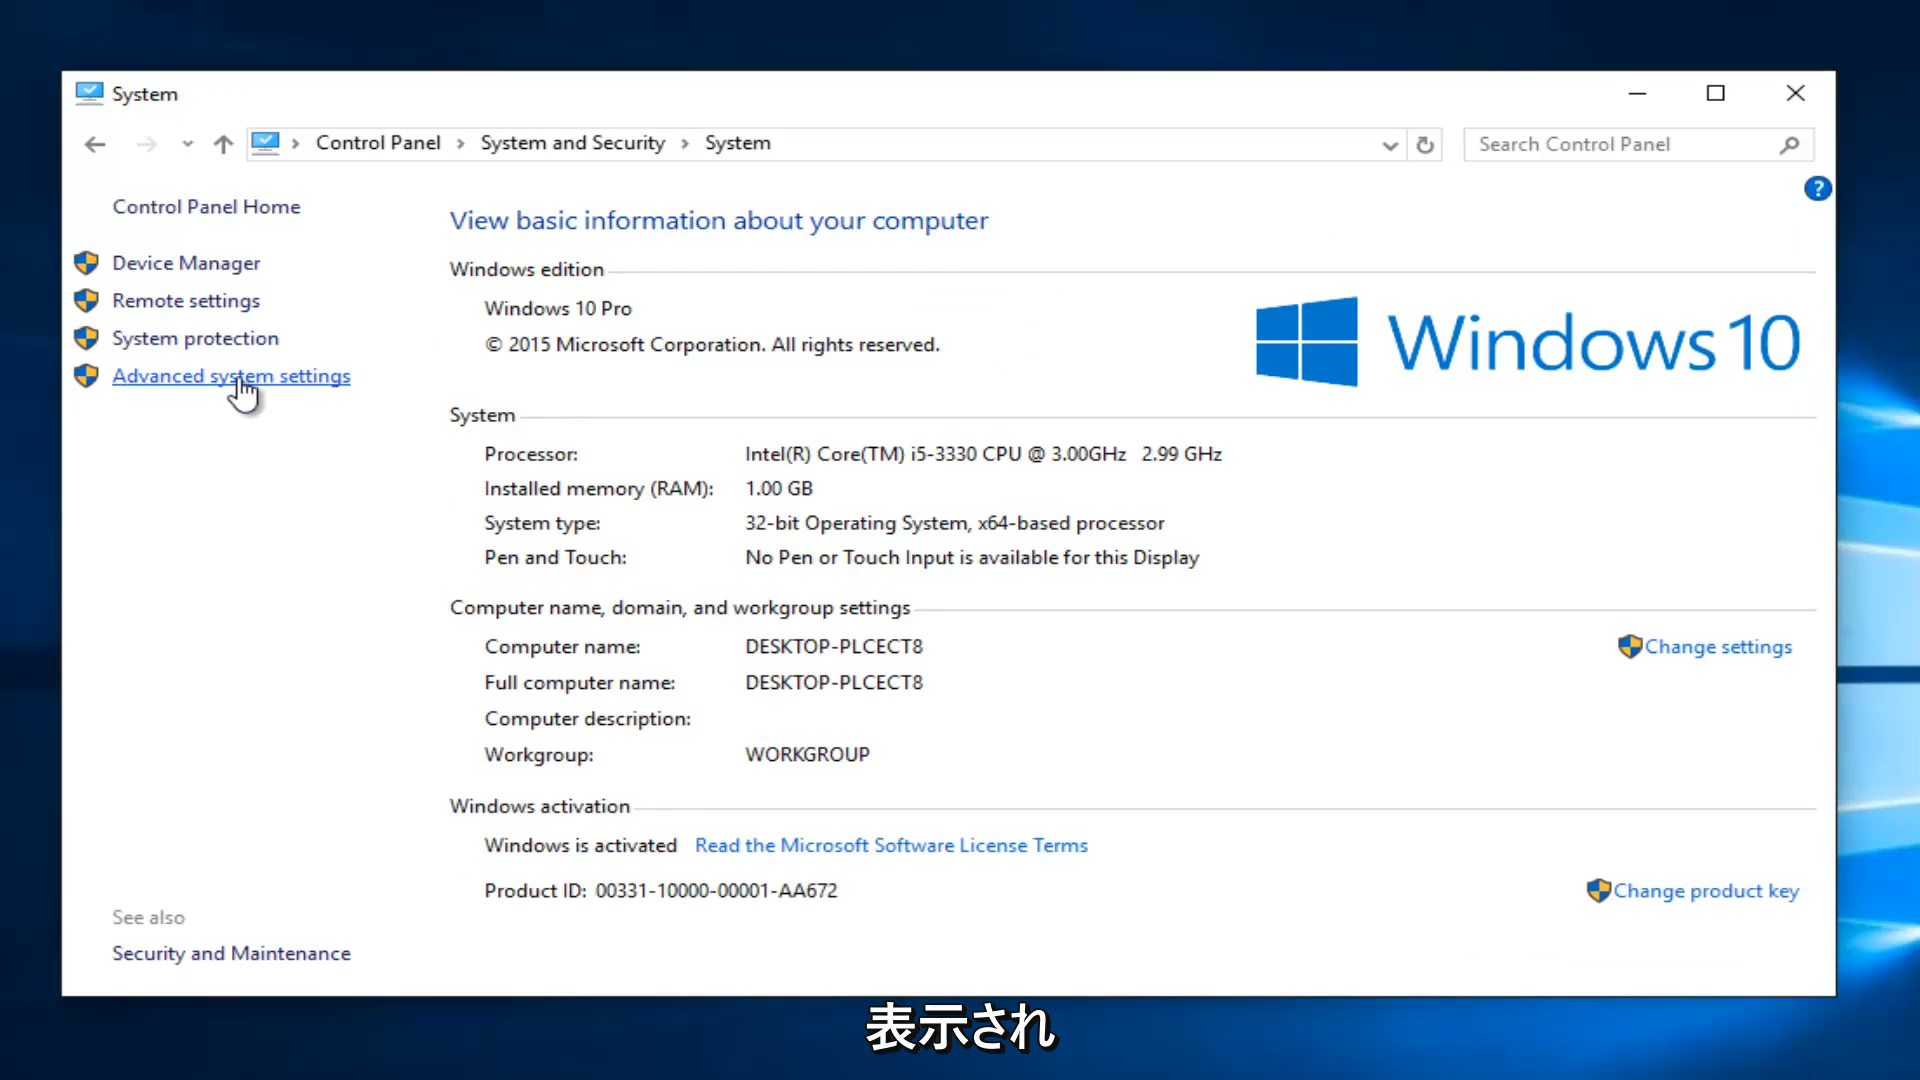 System
Control Panel > System and Security > System
Search Control Panel
?
Control Panel Home
Device Manager
Remote settings
System protection
Advanced system settings
View basic information about your computer
Windows edition
Windows 10 Pro
© 2015 Microsoft Corporation. All rights reserved.
Windows 10
System
Processor: Intel(R) Core(TM) i5-3330 CPU @ 3.00GHz 2.99 GHz
Installed memory (RAM): 1.00 GB
System type: 32-bit Operating System, x64-based processor
Pen and Touch: No Pen or Touch Input is available for this Display
Computer name, domain, and workgroup settings
Computer name: DESKTOP-PLCECT8 Change settings
Full computer name: DESKTOP-PLCECT8
Computer description:
Workgroup: WORKGROUP
Windows activation
Windows is activated Read the Microsoft Software License Terms
Product ID: 00331-10000-00001-AA672 Change product key
See also
Security and Maintenance
表示され